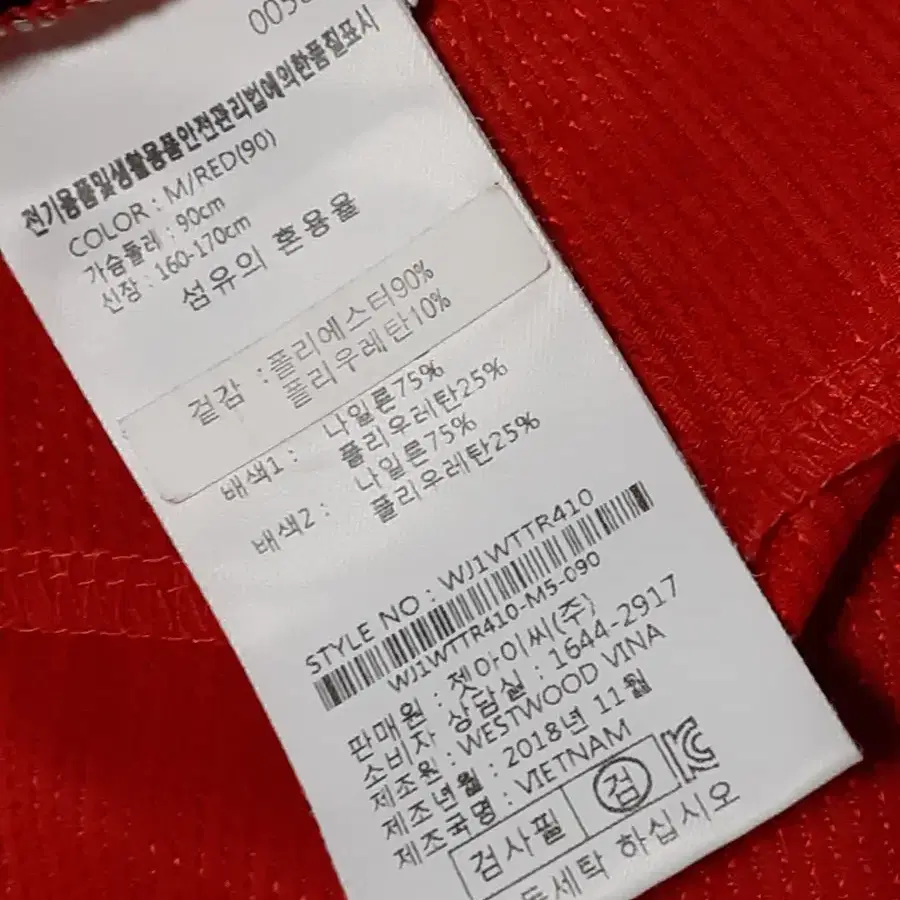 전기용품및생활용품안전관리법에의한품질표시
COLOR : M/RED(90)
가슴둘레 : 90cm
신장 : 160-170cm
섬유의 혼용율
겉감 : 폴리에스터90%
폴리우레탄10%
배색1 : 나일론75%
폴리우레탄25%
배색2 : 나일론75%
폴리우레탄25%
STYLE NO : WJ1WTTR410
WJ1WTTR410-M5-090
판매원 : 젯아이씨(주)
소비자 상담실 : 1644-2917
제조원 : WESTWOOD VINA
제조년월 : 2018년 11월
제조국명 : VIETNAM
검사필 검
하십시오